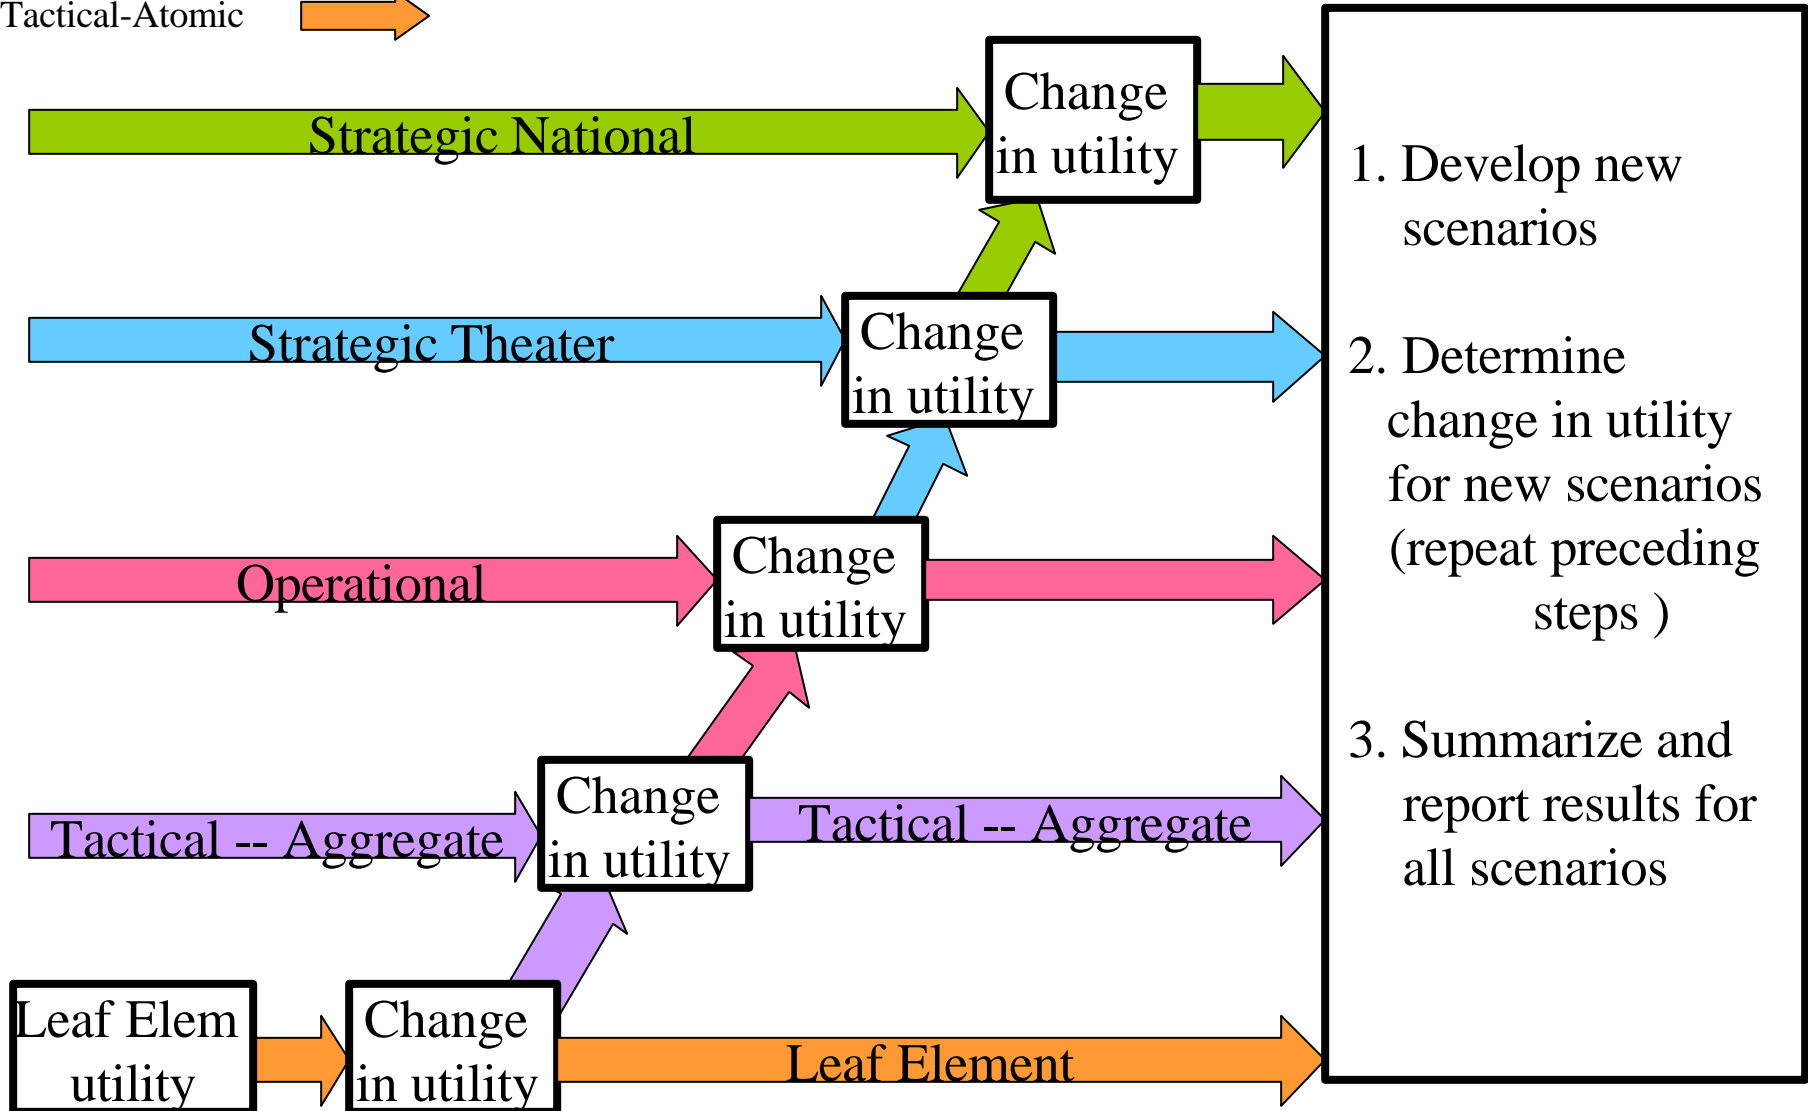 Tactical-Atomic
Change
in utility
Strategic National
1. Develop new
scenarios
Change
in utility
Strategic Theater
2. Determine
change in utility
for new scenarios
(repeat preceding
steps )
Change
in utility
Operational
3. Summarize and
report results for
all scenarios
Change
in utility
Tactical -- Aggregate
Tactical -- Aggregate
Leaf Elem
utility
Change
in utility
Leaf Element